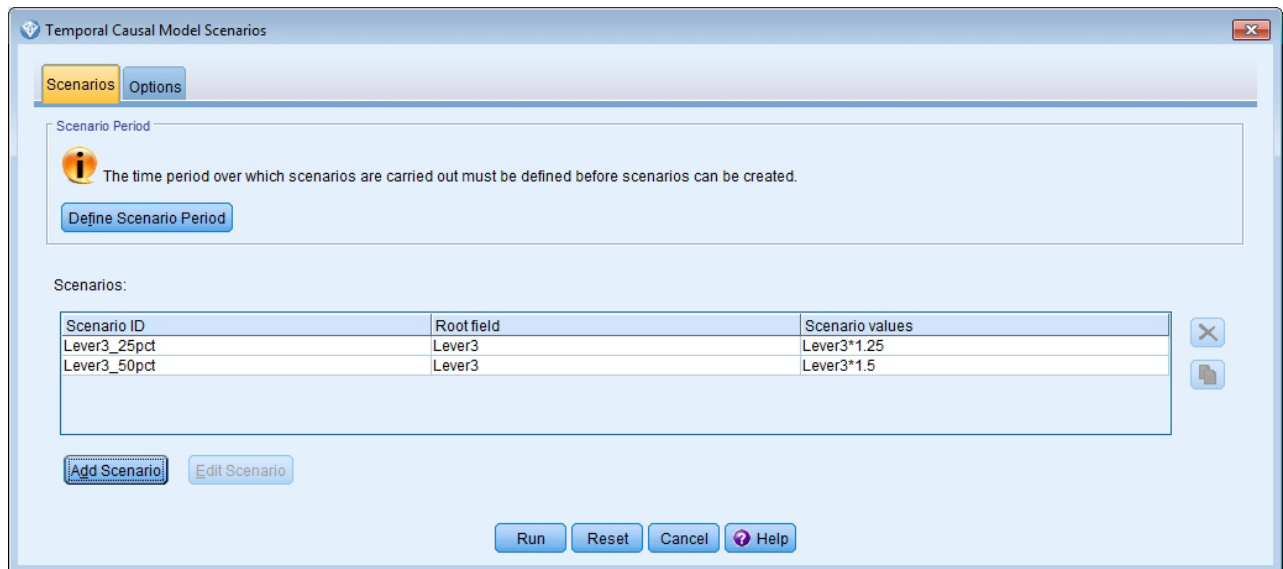 Temporal Causal Model Scenarios
Scenarios Options
Scenario Period
The time period over which scenarios are carried out must be defined before scenarios can be created.
Define Scenario Period
Scenarios:
Scenario ID Root field Scenario values
Lever3_25pct Lever3 Lever3*1.25
Lever3_50pct Lever3 Lever3*1.5
Add Scenario Edit Scenario
Run Reset Cancel Help